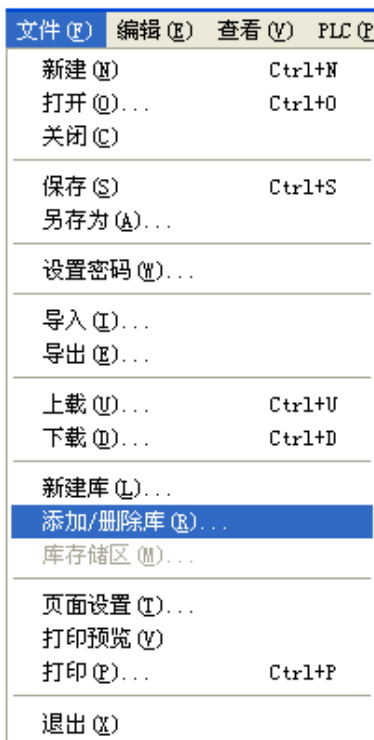 文件(F) 编辑(E) 查看(V) PLC(P
新建(N) Ctrl+N
打开(O)... Ctrl+O
关闭(C)
保存(S) Ctrl+S
另存为(A)...
设置密码(W)...
导入(I)...
导出(E)...
上载(U)... Ctrl+U
下载(D)... Ctrl+D
新建库(L)...
添加/删除库(R)...
库存储区(M)...
页面设置(T)...
打印预览(V)
打印(P)... Ctrl+P
退出(X)